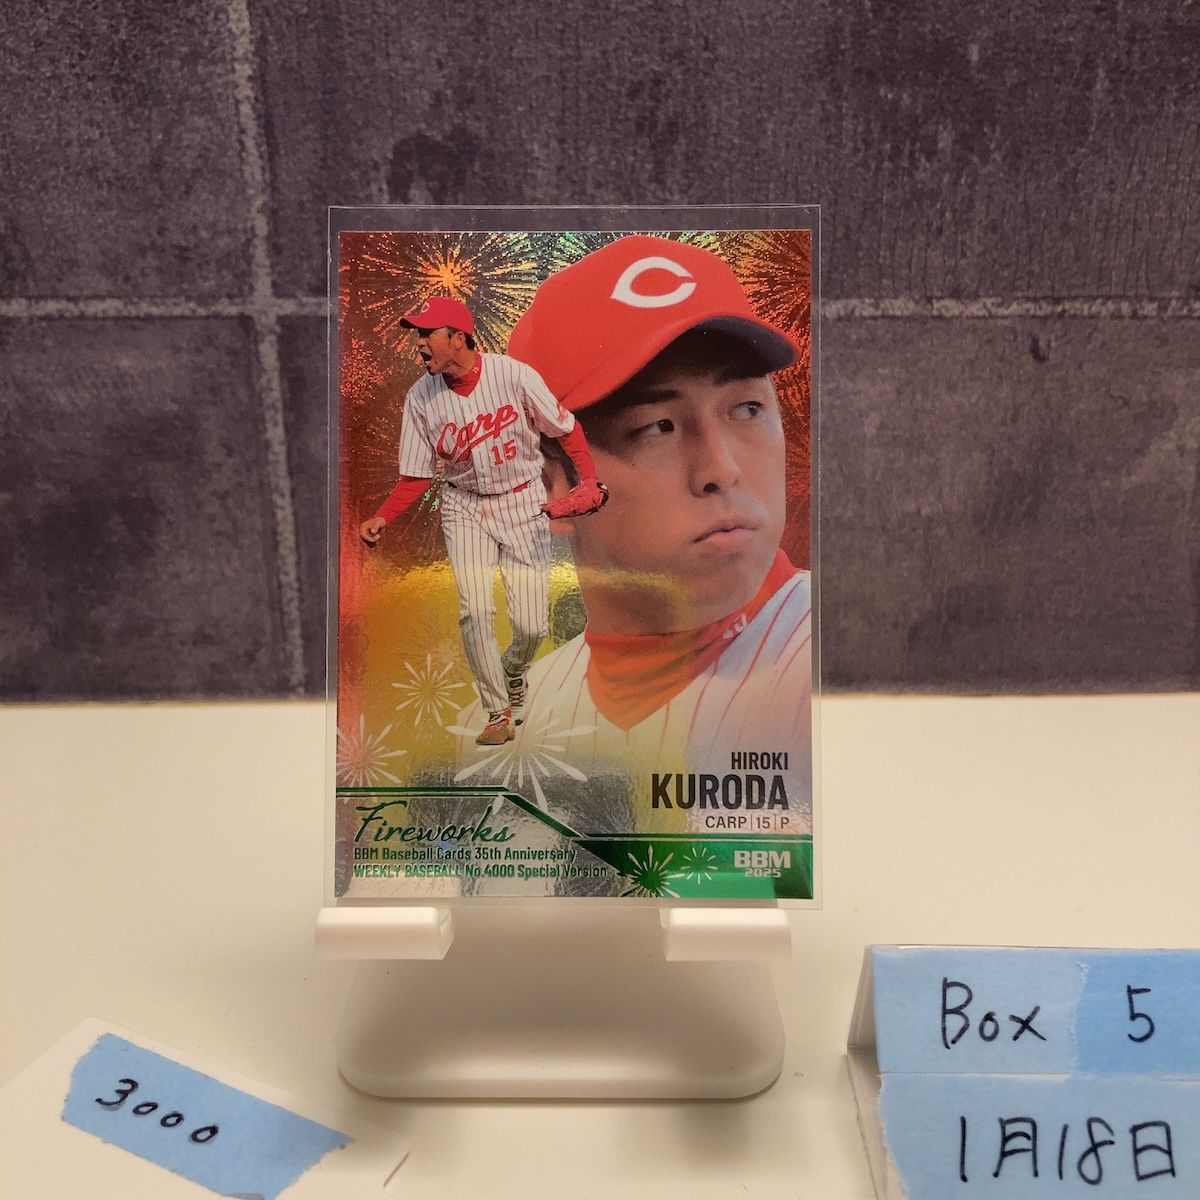 C
Carp
15
HIROKI
KURODA
CARP|15|P
Fireworks
BBM Baseball Cards 35th Anniversary
WEEKLY BASEBALL No.4000 Special Version
BBM
2025
3000
Box 5
1月18日